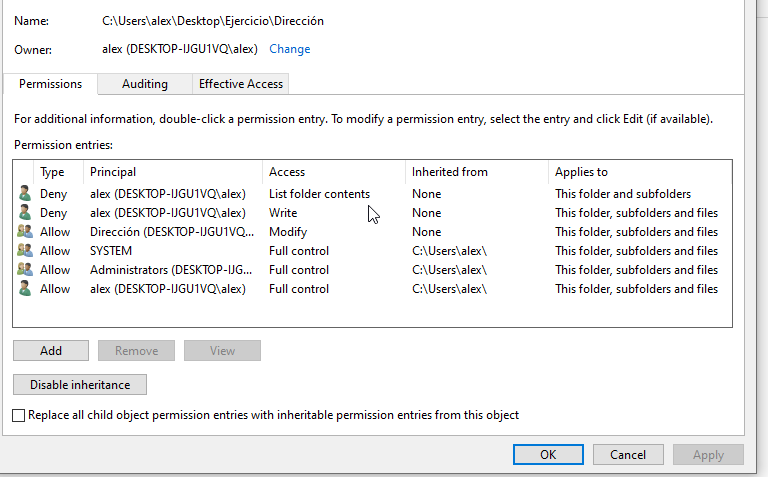 Name: C:\Users\alex\Desktop\Ejercicio\Dirección
Owner: alex (DESKTOP-IJGU1VQ\alex) Change
Permissions Auditing Effective Access
For additional information, double-click a permission entry. To modify a permission entry, select the entry and click Edit (if available).
Permission entries:
Type Principal Access Inherited from Applies to
Deny alex (DESKTOP-IJGU1VQ\alex) List folder contents None This folder and subfolders
Deny alex (DESKTOP-IJGU1VQ\alex) Write None This folder, subfolders and files
Allow Dirección (DESKTOP-IJGU1VQ... Modify None This folder, subfolders and files
Allow SYSTEM Full control C:\Users\alex\ This folder, subfolders and files
Allow Administrators (DESKTOP-IJG... Full control C:\Users\alex\ This folder, subfolders and files
Allow alex (DESKTOP-IJGU1VQ\alex) Full control C:\Users\alex\ This folder, subfolders and files
Add Remove View
Disable inheritance
Replace all child object permission entries with inheritable permission entries from this object
OK Cancel Apply